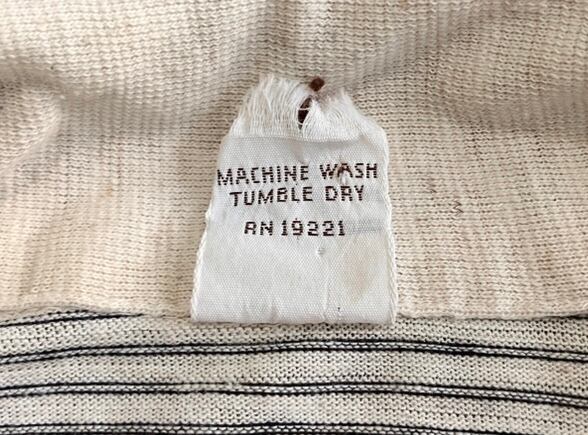 MACHINE WASH
TUMBLE DRY
RN 19221